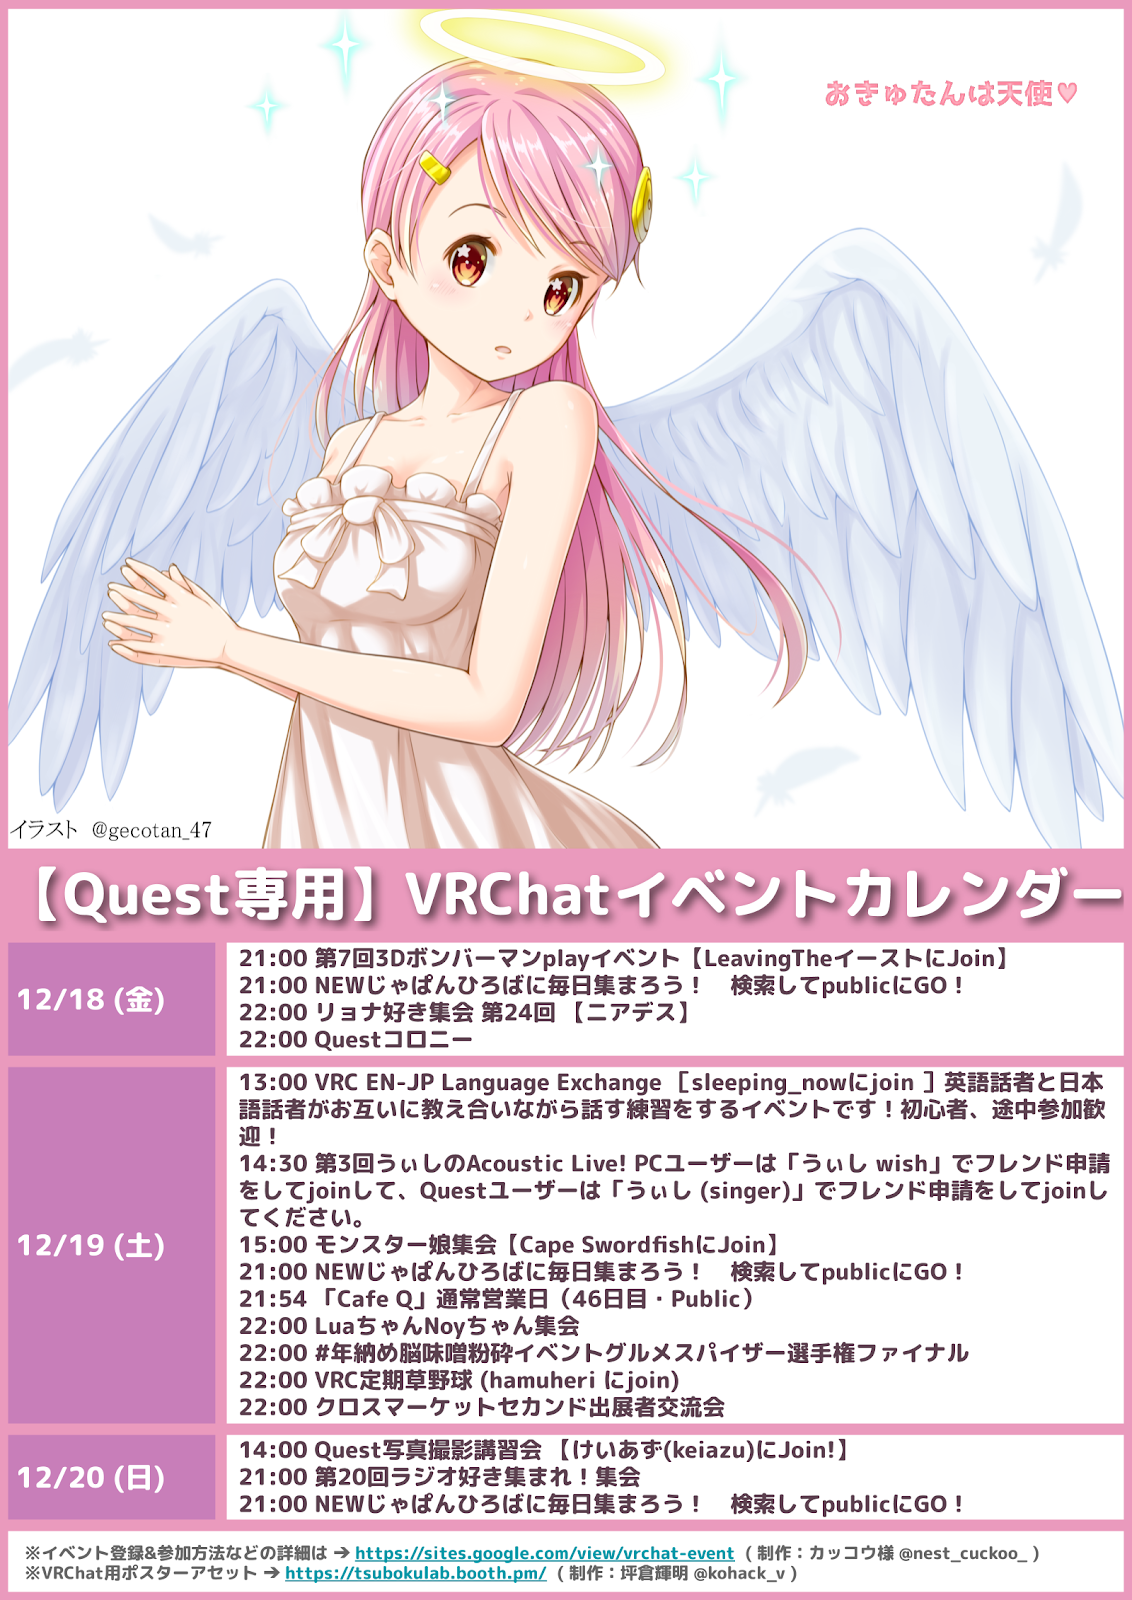 おきゅたんは天使♥
イラスト　@gecotan_47
【Quest専用】VRChatイベントカレンダー
12/18 (金)
21:00 第7回3Dボンバーマンplayイベント【LeavingTheイーストにJoin】
21:00 NEWじゃぱんひろばに毎日集まろう！　検索してpublicにGO！
22:00 リョナ好き集会 第24回 【ニアデス】
22:00 Questコロニー
12/19 (土)
13:00 VRC EN-JP Language Exchange ［sleeping_nowにjoin ］英語話者と日本
語話者がお互いに教え合いながら話す練習をするイベントです！初心者、途中参加歓
迎！
14:30 第3回うぃしのAcoustic Live! PCユーザーは「うぃし wish」でフレンド申請
をしてjoinして、Questユーザーは「うぃし (singer)」でフレンド申請をしてjoinし
てください。
15:00 モンスター娘集会【Cape SwordfishにJoin】
21:00 NEWじゃぱんひろばに毎日集まろう！　検索してpublicにGO！
21:54 「Cafe Q」通常営業日（46日目・Public）
22:00 LuaちゃんNoyちゃん集会
22:00 #年納め脳味噌粉砕イベントグルメスパイザー選手権ファイナル
22:00 VRC定期草野球 (hamuheri にjoin)
22:00 クロスマーケットセカンド出展者交流会
12/20 (日)
14:00 Quest写真撮影講習会 【けいあず(keiazu)にJoin!】
21:00 第20回ラジオ好き集まれ！集会
21:00 NEWじゃぱんひろばに毎日集まろう！　検索してpublicにGO！
※イベント登録&参加方法などの詳細は → https://sites.google.com/view/vrchat-event ( 制作：カッコウ様 @nest_cuckoo_ )
※VRChat用ポスターアセット → https://tsubokulab.booth.pm/ ( 制作：坪倉輝明 @kohack_v )